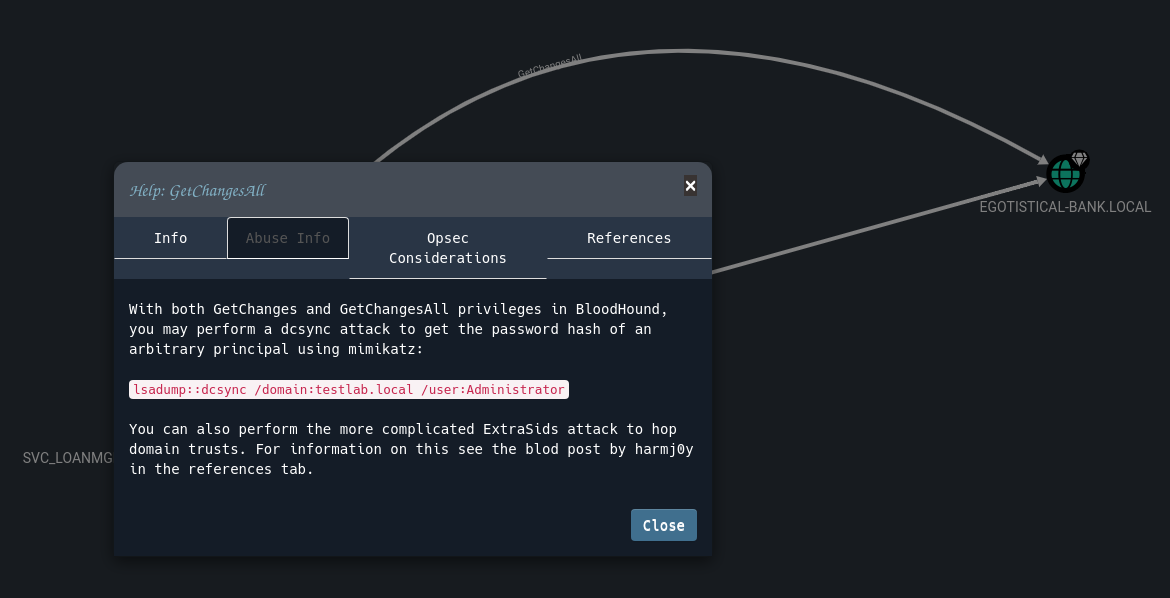 GetChangesAll
EGOTISTICAL-BANK.LOCAL
Help: GetChangesAll
×
Info
Abuse Info
Opsec
Considerations
References
With both GetChanges and GetChangesAll privileges in BloodHound,
you may perform a dcsync attack to get the password hash of an
arbitrary principal using mimikatz:
lsadump::dcsync /domain:testlab.local /user:Administrator
You can also perform the more complicated ExtraSids attack to hop
domain trusts. For information on this see the blod post by harmj0y
in the references tab.
SVC_LOANMG
Close